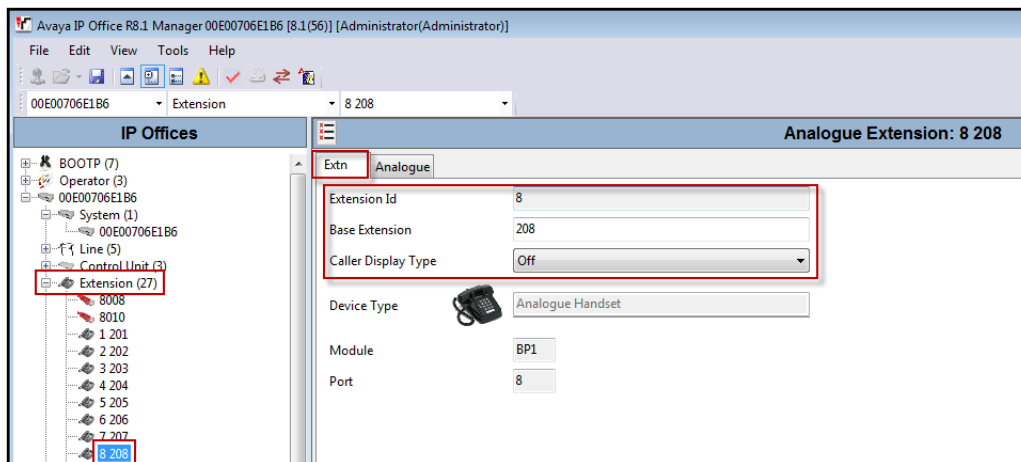 Avaya IP Office R8.1 Manager 00E00706E1B6 [8.1(56)] [Administrator(Administrator)]
File Edit View Tools Help
00E00706E1B6 Extension 8 208
IP Offices Analogue Extension: 8 208
BOOTP (7)
Operator (3)
00E00706E1B6
System (1)
00E00706E1B6
Line (5)
Control Unit (3)
Extension (27)
8008
8010
1 201
2 202
3 203
4 204
5 205
6 206
7 207
8 208
Extn Analogue
Extension Id 8
Base Extension 208
Caller Display Type Off
Device Type Analogue Handset
Module BP1
Port 8